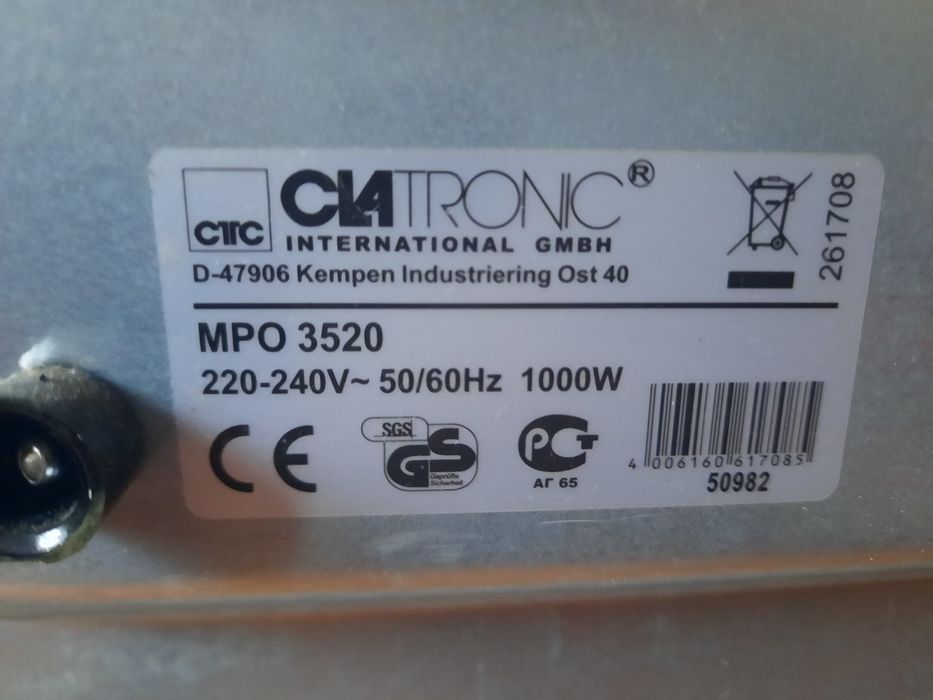 CTC
CLATRONIC®
INTERNATIONAL GMBH
D-47906 Kempen Industriering Ost 40
261708
MPO 3520
220-240V~ 50/60Hz 1000W
CE
SGS
GS
Geprüfte
Sicherheit
РСТ
АГ 65
4 006160 617085
50982